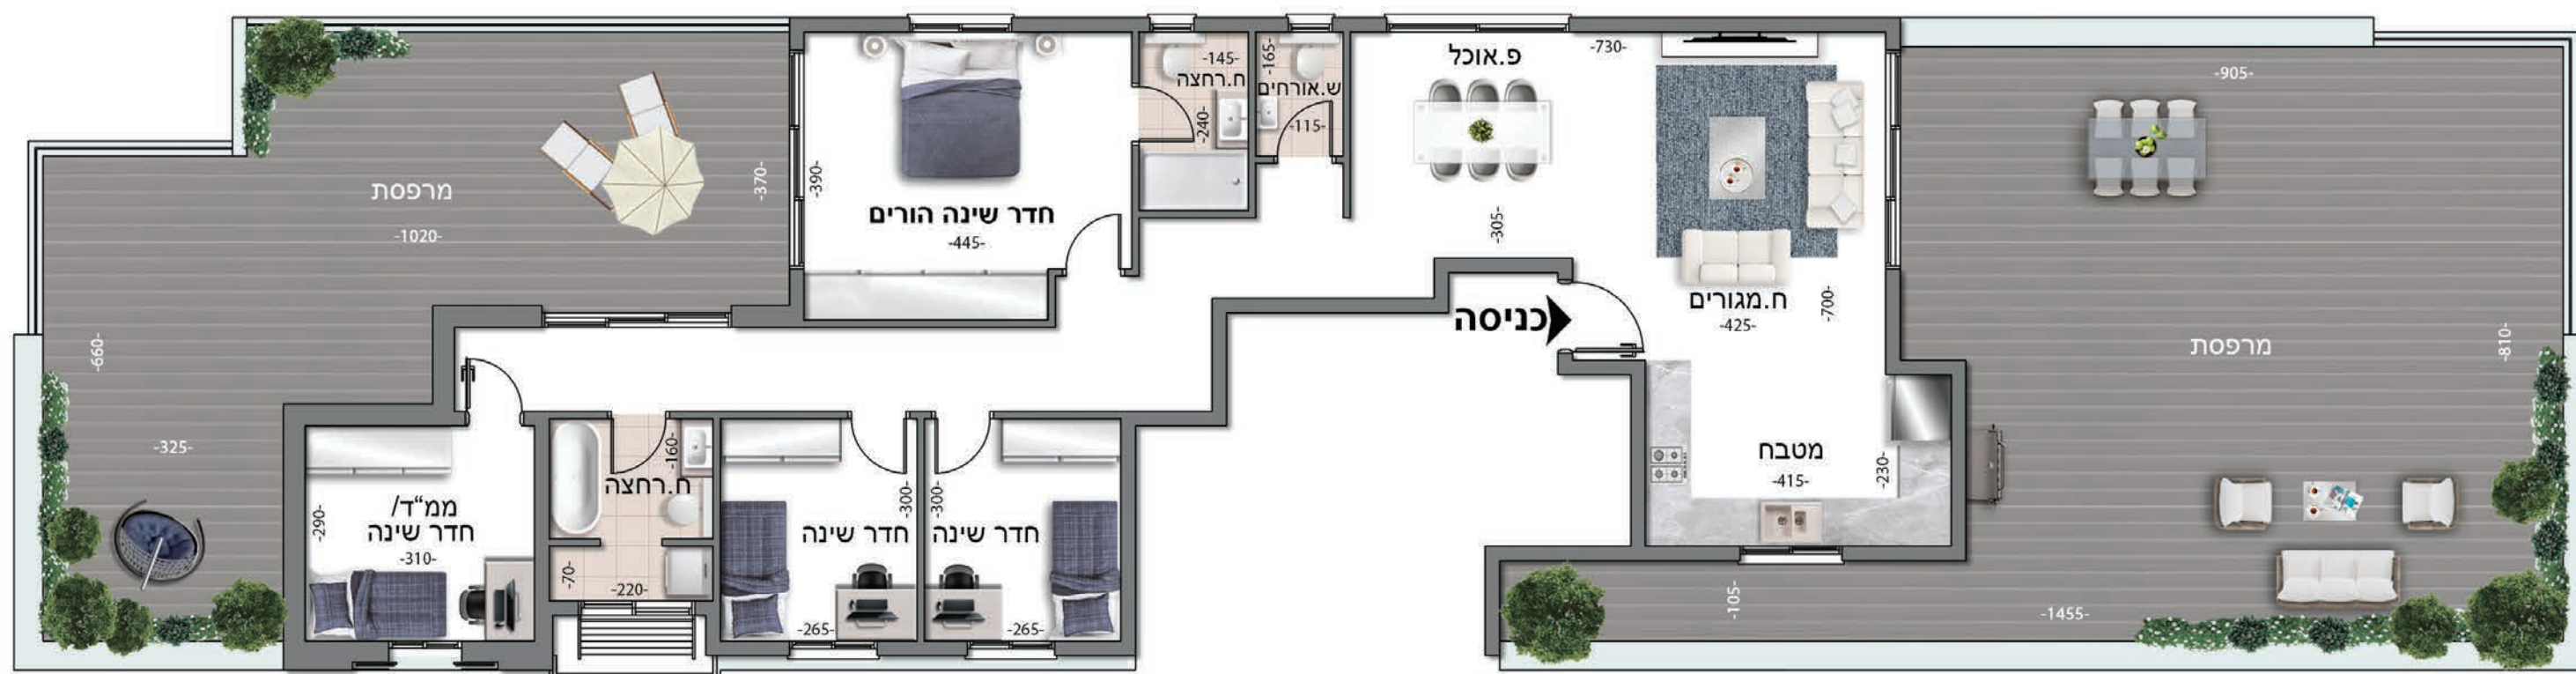 מרפסת
-1020-
-370-
-660-
-325-
-390-
חדר שינה הורים
-445-
-145-
ח.רחצה
-240-
-165-
ש.אורחים
-115-
פ.אוכל
-730-
-305-
ח.מגורים
-425-
-700-
כניסה
מטבח
-415-
-230-
-905-
מרפסת
-810-
-105-
-1455-
ממ"ד/
חדר שינה
-310-
-290-
-160-
ח.רחצה
-70-
-220-
-300-
חדר שינה
-265-
-300-
חדר שינה
-265-